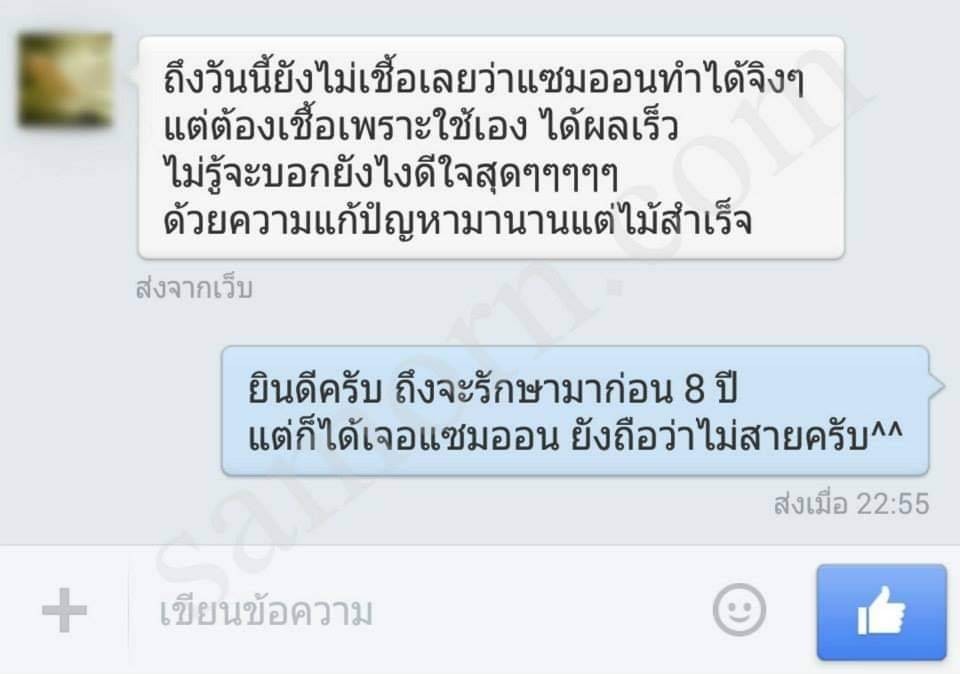 ถึงวันนี้ยังไม่เชื้อเลยว่าแซมออนทำได้จิงๆ
แต่ต้องเชื้อเพราะใช้เอง ได้ผลเร็ว
ไม่รู้จะบอกยังไงดีใจสุดๆๆๆๆๆ
ด้วยความแก้ปํญหามานานแต่ไม้สำเร็จ
ส่งจากเว็บ
ยินดีครับ ถึงจะรักษามาก่อน 8 ปี
แต่ก็ได้เจอแซมออน ยังถือว่าไม่สายครับ^^
ส่งเมื่อ 22:55
เขียนข้อความ
samorn.com